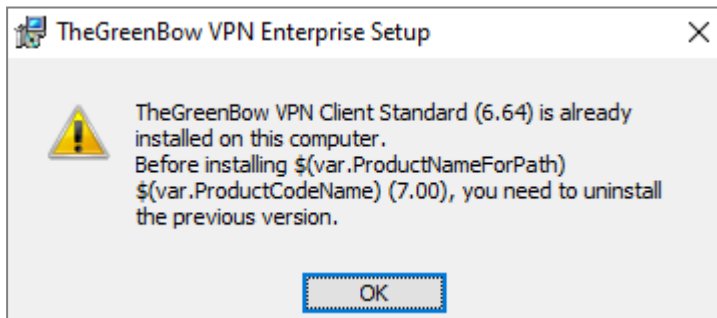 TheGreenBow VPN Enterprise Setup
TheGreenBow VPN Client Standard (6.64) is already
installed on this computer.
Before installing $(var.ProductNameForPath)
$(var.ProductCodeName) (7.00), you need to uninstall
the previous version.
OK